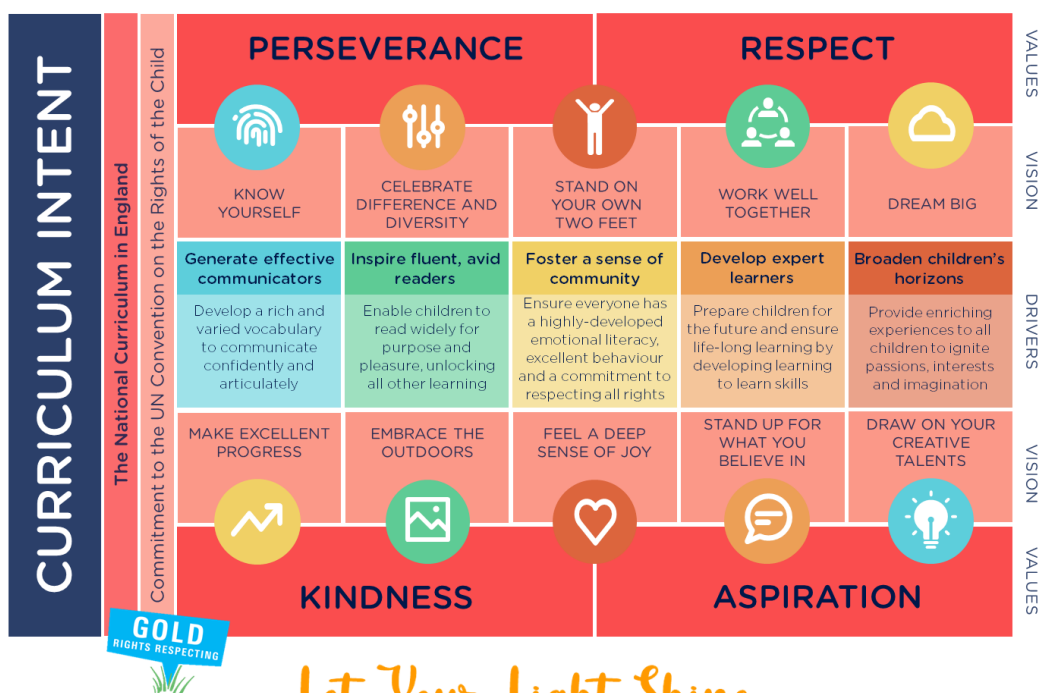 CURRICULUM INTENT
The National Curriculum in England
Commitment to the UN Convention on the Rights of the Child
PERSEVERANCE
RESPECT
VALUES
KNOW
YOURSELF
CELEBRATE
DIFFERENCE AND
DIVERSITY
STAND ON
YOUR OWN
TWO FEET
WORK WELL
TOGETHER
DREAM BIG
VISION
Generate effective
communicators
Develop a rich and
varied vocabulary
to communicate
confidently and
articulately
Inspire fluent, avid
readers
Enable children to
read widely for
purpose and
pleasure, unlocking
all other learning
Foster a sense of
community
Ensure everyone has
a highly-developed
emotional literacy,
excellent behaviour
and a commitment to
respecting all rights
Develop expert
learners
Prepare children for
the future and ensure
life-long learning by
developing learning
to learn skills
Broaden children's
horizons
Provide enriching
experiences to all
children to ignite
passions, interests
and imagination
DRIVERS
MAKE EXCELLENT
PROGRESS
EMBRACE THE
OUTDOORS
FEEL A DEEP
SENSE OF JOY
STAND UP FOR
WHAT YOU
BELIEVE IN
DRAW ON YOUR
CREATIVE
TALENTS
VISION
KINDNESS
ASPIRATION
VALUES
GOLD
RIGHTS RESPECTING
Let Your Light Shine